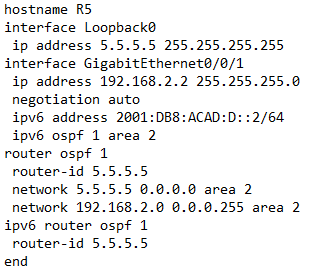 hostname R5
interface Loopback0
 ip address 5.5.5.5 255.255.255.255
interface GigabitEthernet0/0/1
 ip address 192.168.2.2 255.255.255.0
 negotiation auto
 ipv6 address 2001:DB8:ACAD:D::2/64
 ipv6 ospf 1 area 2
router ospf 1
 router-id 5.5.5.5
 network 5.5.5.5 0.0.0.0 area 2
 network 192.168.2.0 0.0.0.255 area 2
ipv6 router ospf 1
 router-id 5.5.5.5
end